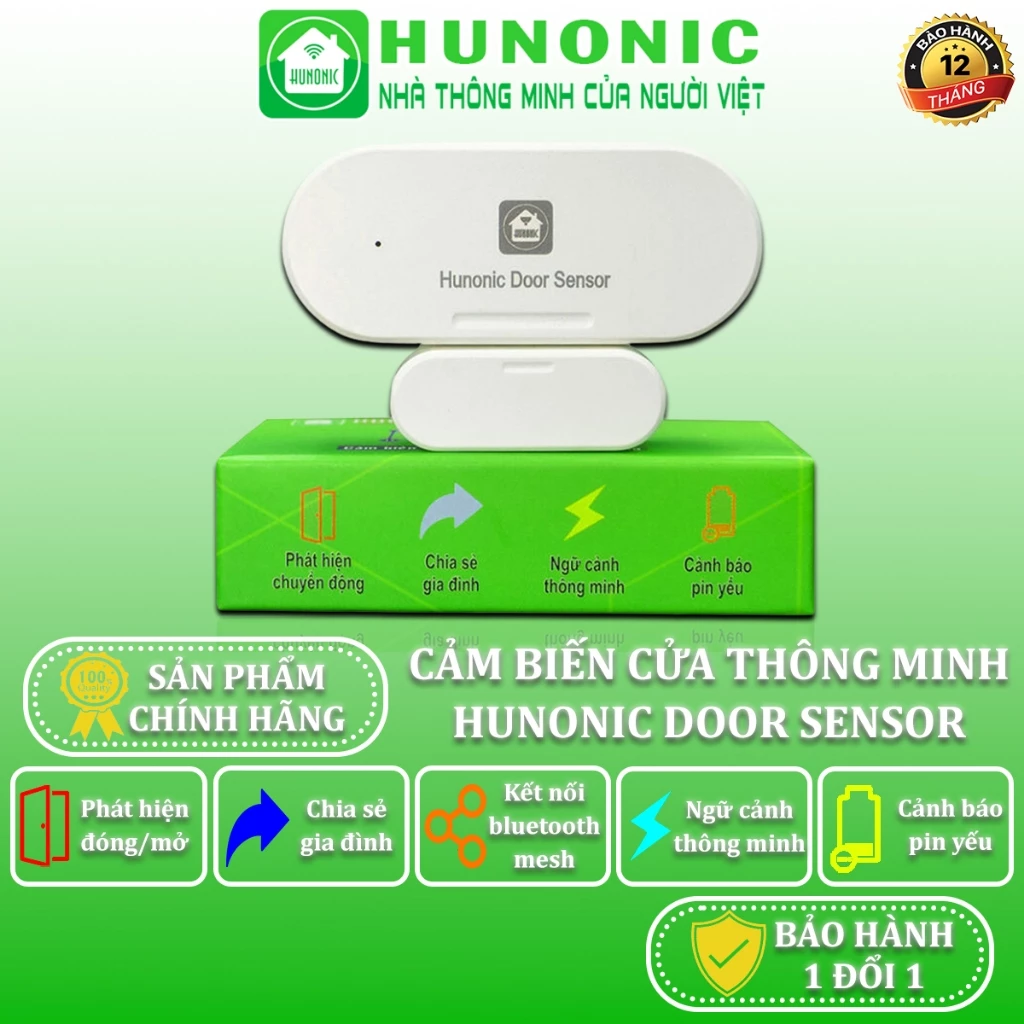 HUNONIC
HUNONIC
NHÀ THÔNG MINH CỦA NGƯỜI VIỆT
BẢO HÀNH
12
THÁNG
Hunonic Door Sensor
Phát hiện
chuyển động
Chia sẻ
gia đình
Ngữ cảnh
thông minh
Cảnh báo
pin yếu
100%
Quality
SẢN PHẨM
CHÍNH HÃNG
CẢM BIẾN CỬA THÔNG MINH
HUNONIC DOOR SENSOR
Phát hiện
đóng/mở
Chia sẻ
gia đình
Kết nối
bluetooth
mesh
Ngữ cảnh
thông minh
Cảnh báo
pin yếu
BẢO HÀNH
1 ĐỔI 1